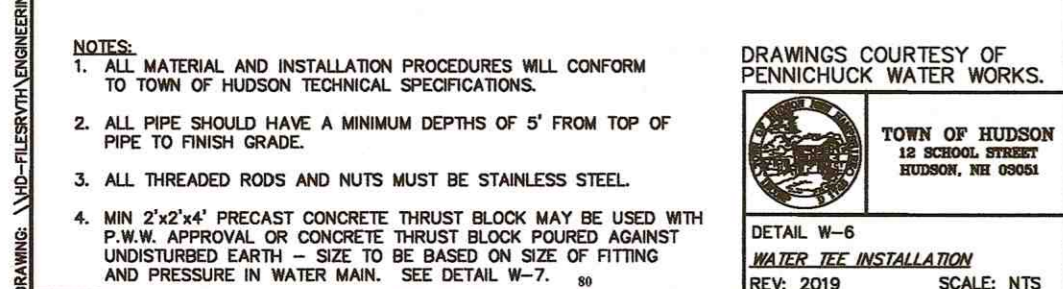 NOTES:
1. ALL MATERIAL AND INSTALLATION PROCEDURES WILL CONFORM
TO TOWN OF HUDSON TECHNICAL SPECIFICATIONS.
2. ALL PIPE SHOULD HAVE A MINIMUM DEPTHS OF 5' FROM TOP OF
PIPE TO FINISH GRADE.
3. ALL THREADED RODS AND NUTS MUST BE STAINLESS STEEL.
4. MIN 2'x2'x4' PRECAST CONCRETE THRUST BLOCK MAY BE USED WITH
P.W.W. APPROVAL OR CONCRETE THRUST BLOCK POURED AGAINST
UNDISTURBED EARTH – SIZE TO BE BASED ON SIZE OF FITTING
AND PRESSURE IN WATER MAIN. SEE DETAIL W–7.
80
DRAWINGS COURTESY OF
PENNICHUCK WATER WORKS.
TOWN OF HUDSON
12 SCHOOL STREET
HUDSON, NH 03051
DETAIL W–6
WATER TEE INSTALLATION
REV: 2019 SCALE: NTS
DRAWING: \\HD–FILESRVTH\ENGINEERIN